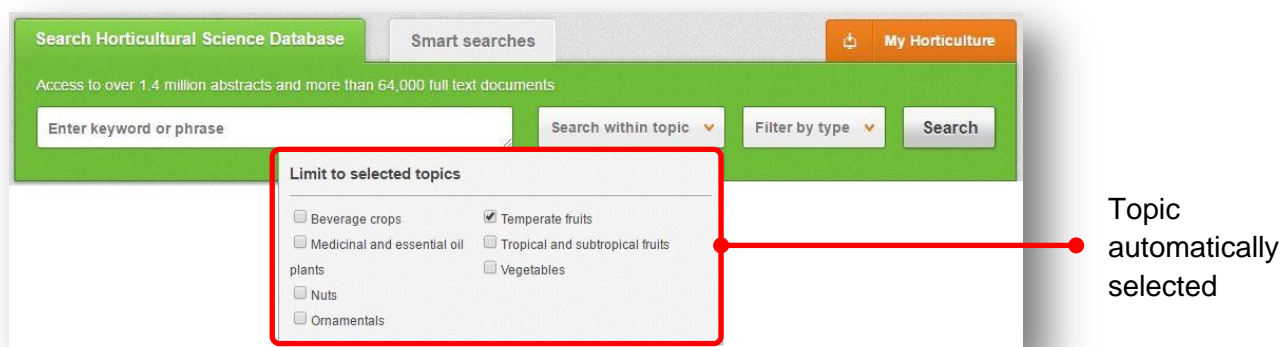 Search Horticultural Science Database
Smart searches
My Horticulture
Access to over 1.4 million abstracts and more than 64,000 full text documents
Enter keyword or phrase
Search within topic
Filter by type
Search
Limit to selected topics
Beverage crops
Temperate fruits
Medicinal and essential oil
Tropical and subtropical fruits
plants
Vegetables
Nuts
Ornamentals
Topic
automatically
selected